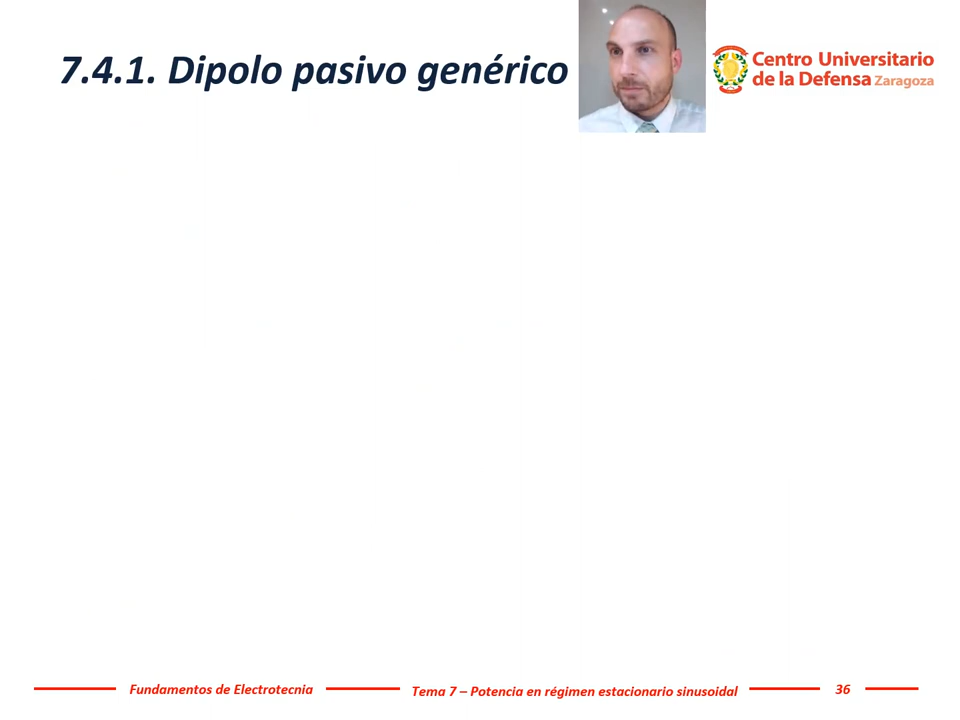 7.4.1. Dipolo pasivo genérico
Centro Universitario
de la Defensa Zaragoza
Fundamentos de Electrotecnia
Tema 7 – Potencia en régimen estacionario sinusoidal
36